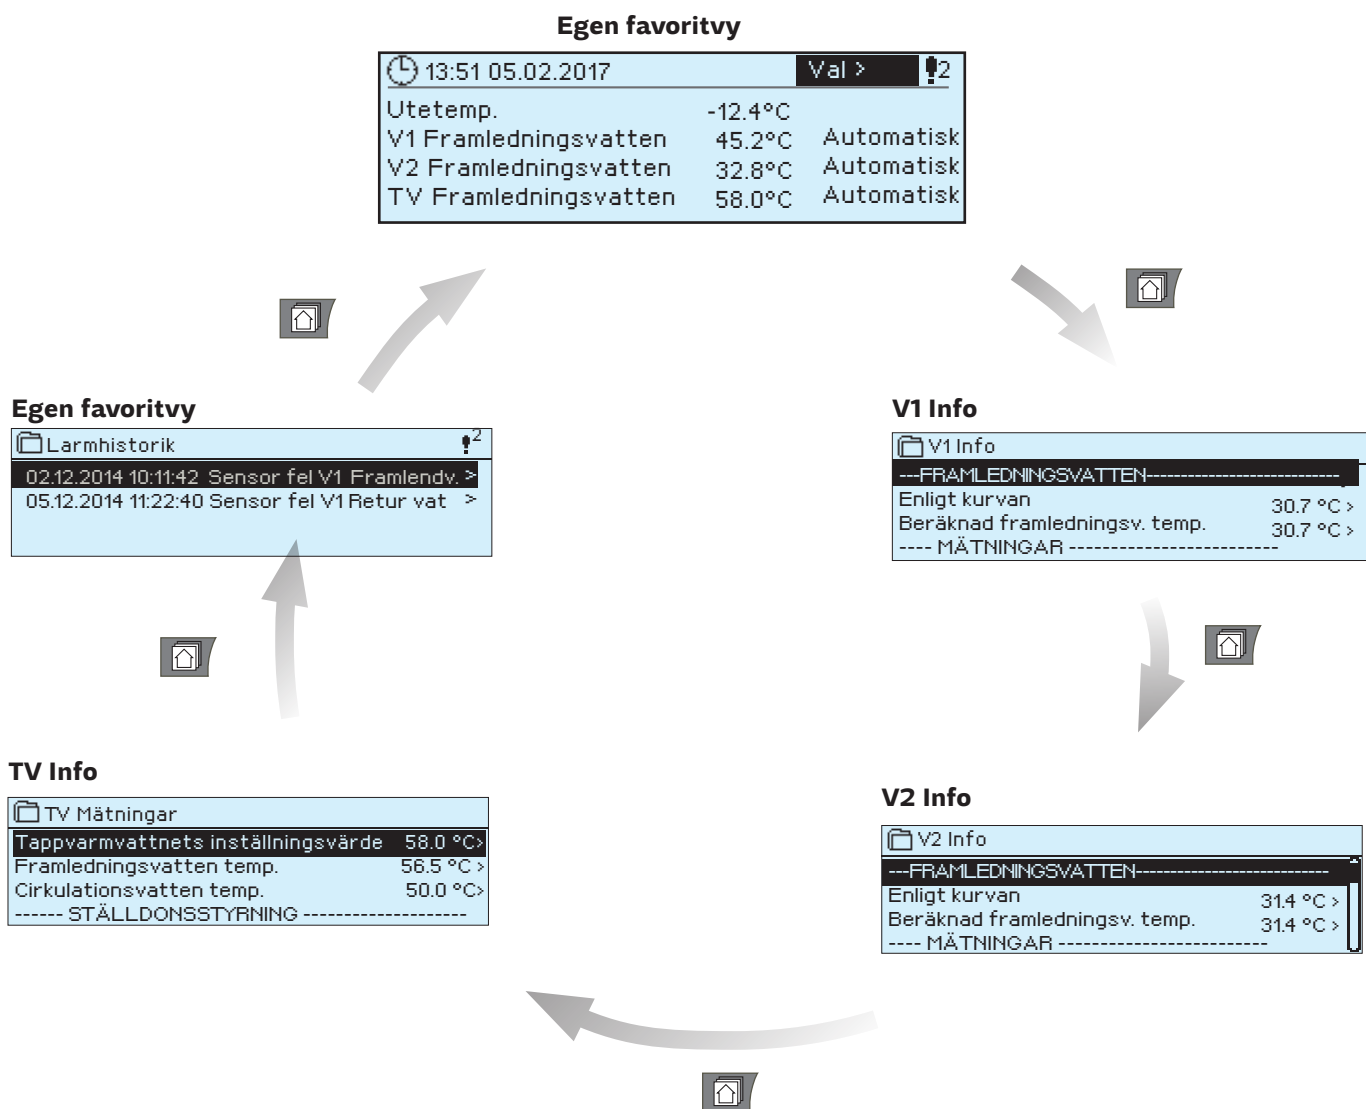 Egen favoritvy
13:51 05.02.2017 Val > 2
Utetemp. -12.4°C
V1 Framledningsvatten 45.2°C Automatisk
V2 Framledningsvatten 32.8°C Automatisk
TV Framledningsvatten 58.0°C Automatisk
Egen favoritvy
Larmhistorik 2
02.12.2014 10:11:42 Sensor fel V1 Framlendv. >
05.12.2014 11:22:40 Sensor fel V1 Retur vat >
V1 Info
V1 Info
---FRAMLEDNINGSVATTEN----------------------------
Enligt kurvan 30.7 °C >
Beräknad framledningsv. temp. 30.7 °C >
---- MÄTNINGAR -------------------------
TV Info
TV Mätningar
Tappvarmvattnets inställningsvärde 58.0 °C>
Framledningsvatten temp. 56.5 °C >
Cirkulationsvatten temp. 50.0 °C>
------ STÄLLDONSSTYRNING --------------------
V2 Info
V2 Info
---FRAMLEDNINGSVATTEN----------------------------
Enligt kurvan 31.4 °C >
Beräknad framledningsv. temp. 31.4 °C >
---- MÄTNINGAR -------------------------